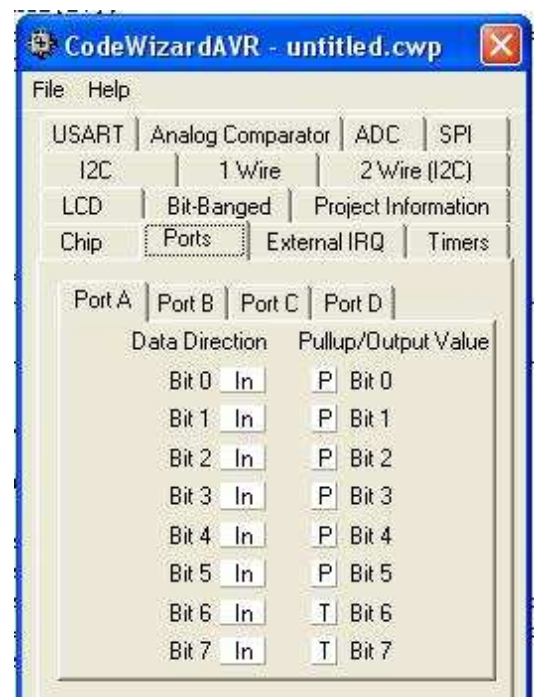 CodeWizardAVR - untitled.cwp
File Help
USART Analog Comparator ADC SPI
I2C 1 Wire 2 Wire (I2C)
LCD Bit-Banged Project Information
Chip Ports External IRQ Timers
Port A Port B Port C Port D
Data Direction Pullup/Output Value
Bit 0 In P Bit 0
Bit 1 In P Bit 1
Bit 2 In P Bit 2
Bit 3 In P Bit 3
Bit 4 In P Bit 4
Bit 5 In P Bit 5
Bit 6 In T Bit 6
Bit 7 In T Bit 7